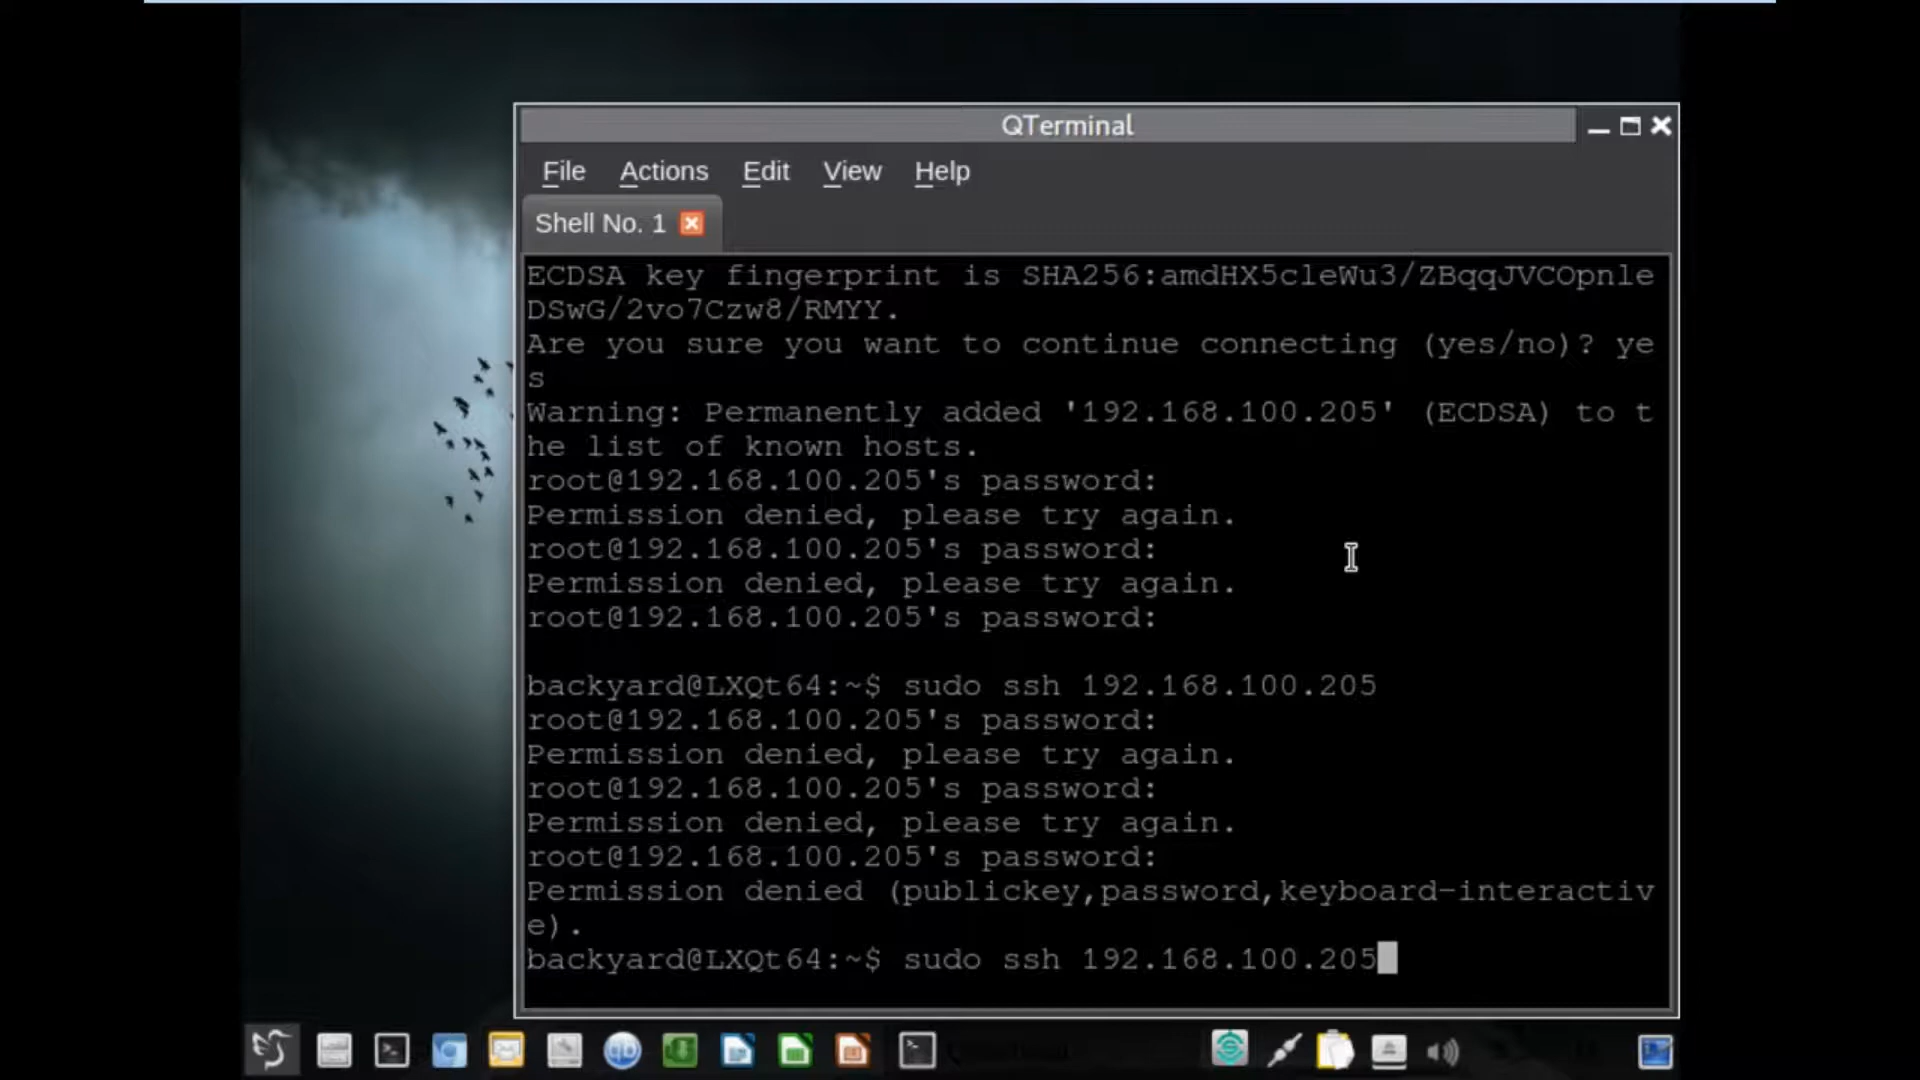 QTerminal
File Actions Edit View Help
Shell No. 1
ECDSA key fingerprint is SHA256:amdHX5cleWu3/ZBqqJVCOpnle
DSwG/2vo7Czw8/RMYY.
Are you sure you want to continue connecting (yes/no)? ye
s
Warning: Permanently added '192.168.100.205' (ECDSA) to t
he list of known hosts.
root@192.168.100.205's password:
Permission denied, please try again.
root@192.168.100.205's password:
Permission denied, please try again.
root@192.168.100.205's password:
backyard@LXQt64:~$ sudo ssh 192.168.100.205
root@192.168.100.205's password:
Permission denied, please try again.
root@192.168.100.205's password:
Permission denied, please try again.
root@192.168.100.205's password:
Permission denied (publickey,password,keyboard-interactiv
e).
backyard@LXQt64:~$ sudo ssh 192.168.100.205
qb